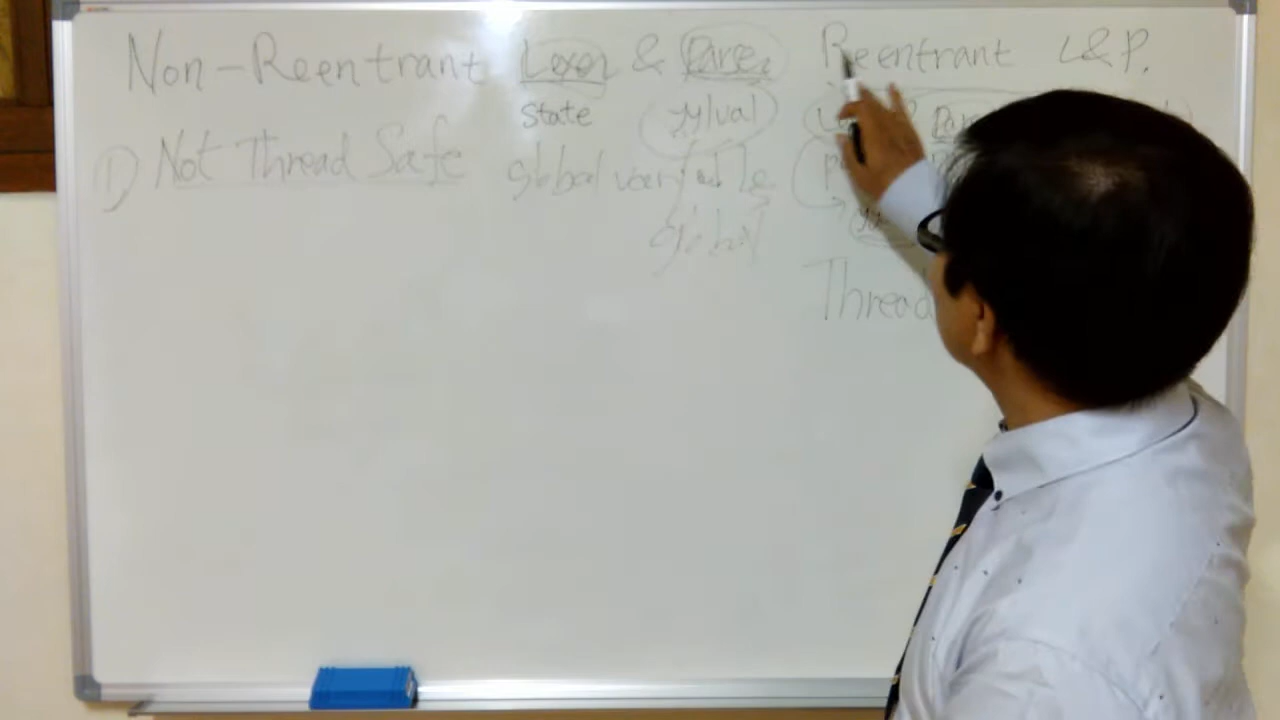 Non-Reentrant Lexer & Parser Reentrant L&P.
state yylval
1) Not Thread Safe global variable
global
Thread